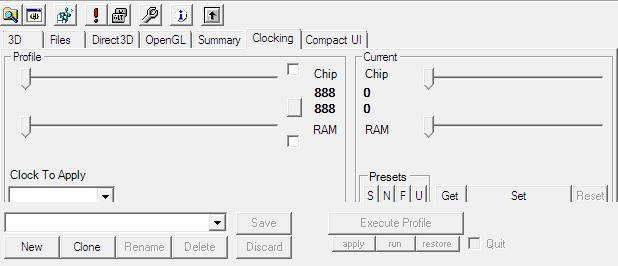 3D Files Direct3D OpenGL Summary Clocking Compact UI
Profile Current
Chip Chip
888 0
888 0
RAM RAM
Clock To Apply Presets
S N F U Get Set Reset
Save Execute Profile
New Clone Rename Delete Discard apply run restore Quit